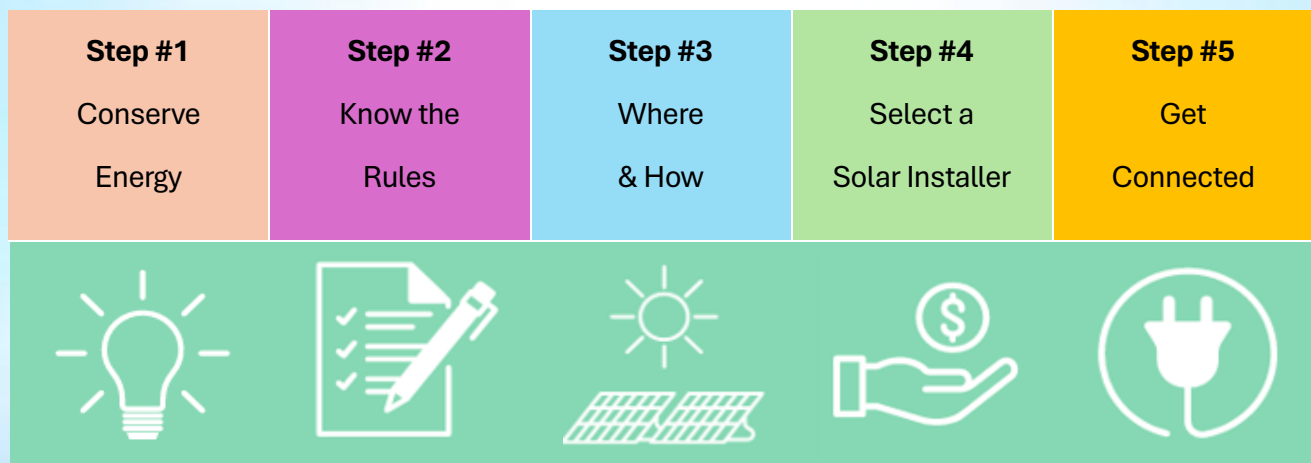 Step #1
Conserve
Energy
Step #2
Know the
Rules
Step #3
Where
& How
Step #4
Select a
Solar Installer
Step #5
Get
Connected
$